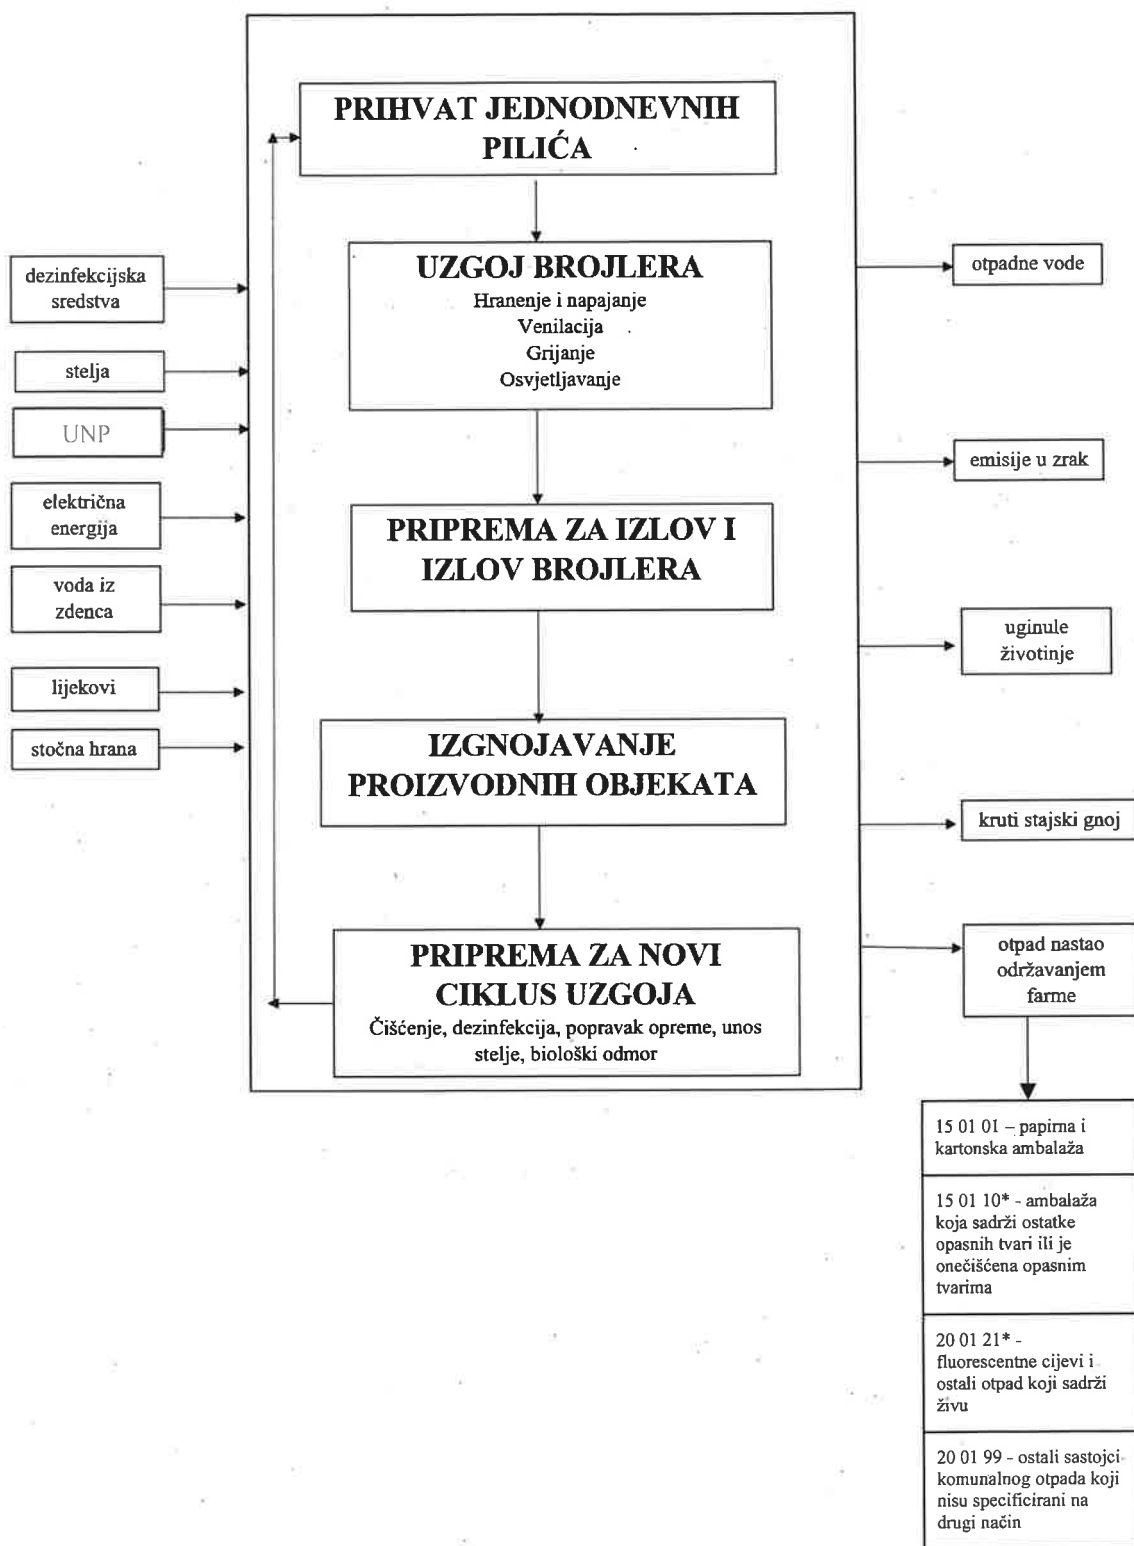 PRIHVAT JEDNODNEVNIH
PILIĆA
UZGOJ BROJLERA
Hranenje i napajanje
Venilacija
Grijanje
Osvjetljavanje
PRIPREMA ZA IZLOV I
IZLOV BROJLERA
IZGNOJAVANJE
PROIZVODNIH OBJEKATA
PRIPREMA ZA NOVI
CIKLUS UZGOJA
Čišćenje, dezinfekcija, popravak opreme, unos
stelje, biološki odmor
dezinfekcijska
sredstva
stelja
UNP
električna
energija
voda iz
zdenca
lijekovi
stočna hrana
otpadne vode
emisije u zrak
uginule
životinje
kruti stajski gnoj
otpad nastao
održavanjem
farme
15 01 01 – papirna i
kartonska ambalaža
15 01 10* - ambalaža
koja sadrži ostatke
opasnih tvari ili je
onečišćena opasnim
tvarima
20 01 21* -
fluorescentne cijevi i
ostali otpad koji sadrži
živu
20 01 99 - ostali sastojci
komunalnog otpada koji
nisu specificirani na
drugi način